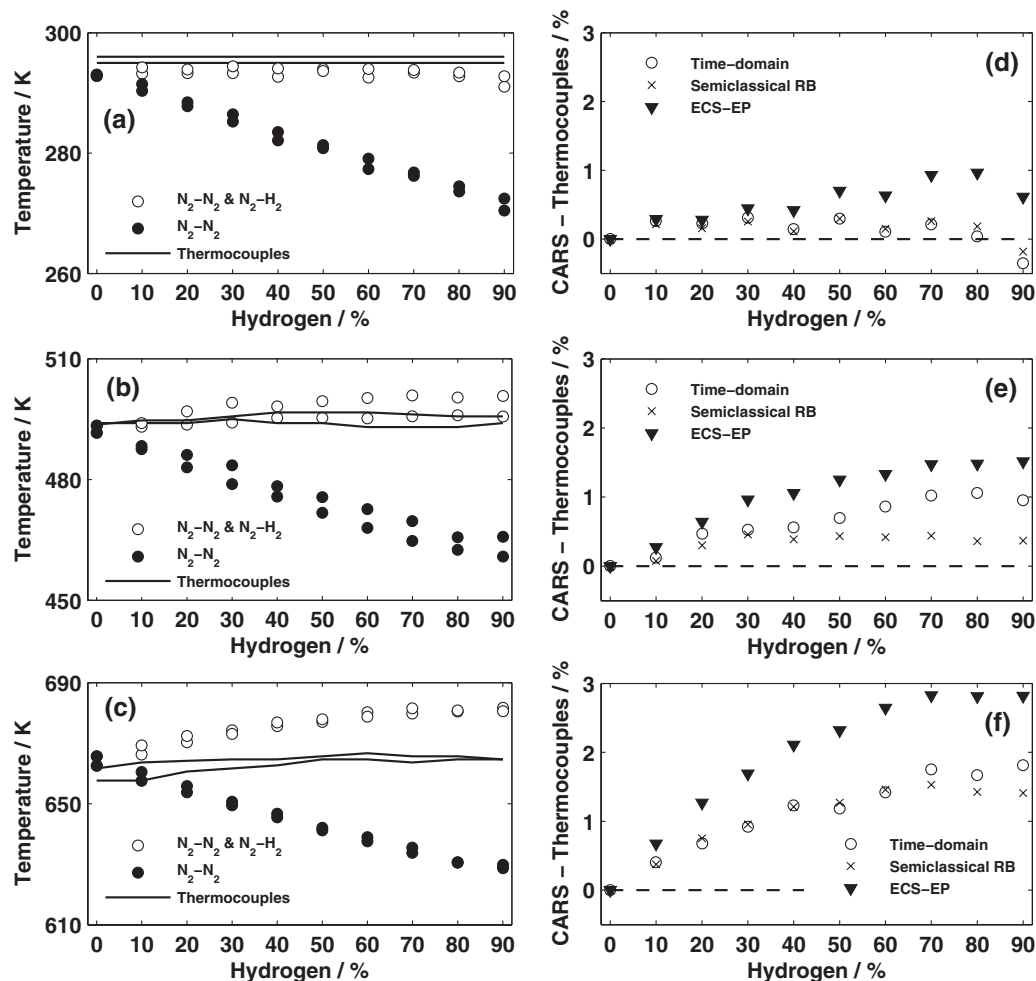 (a)
Temperature / K
300
280
260
N₂–N₂ & N₂–H₂
N₂–N₂
Thermocouples
0 10 20 30 40 50 60 70 80 90
Hydrogen / %
(d)
CARS – Thermocouples / %
3
2
1
0
Time–domain
Semiclassical RB
ECS–EP
0 10 20 30 40 50 60 70 80 90
Hydrogen / %
(b)
Temperature / K
510
480
450
N₂–N₂ & N₂–H₂
N₂–N₂
Thermocouples
0 10 20 30 40 50 60 70 80 90
Hydrogen / %
(e)
CARS – Thermocouples / %
3
2
1
0
Time–domain
Semiclassical RB
ECS–EP
0 10 20 30 40 50 60 70 80 90
Hydrogen / %
(c)
Temperature / K
690
650
610
N₂–N₂ & N₂–H₂
N₂–N₂
Thermocouples
0 10 20 30 40 50 60 70 80 90
Hydrogen / %
(f)
CARS – Thermocouples / %
3
2
1
0
Time–domain
Semiclassical RB
ECS–EP
0 10 20 30 40 50 60 70 80 90
Hydrogen / %